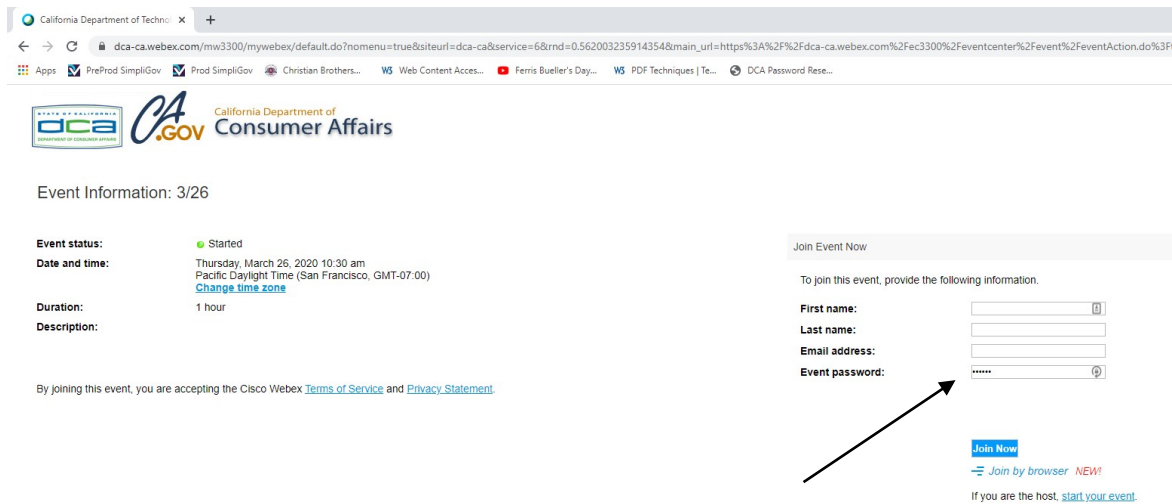 California Department of Technol
dca-ca.webex.com/mw3300/mywebex/default.do?nomenu=true&siteurl=dca-ca&service=6&rnd=0.562003235914354&main_url=https%3A%2F%2Fdca-ca.webex.com%2Fec3300%2Feventcenter%2Fevent%2FeventAction.do%3F
Apps PreProd SimpliGov Prod SimpliGov Christian Brothers... Web Content Acces... Ferris Bueller's Day... PDF Techniques | Te... DCA Password Rese...
STATE OF CALIFORNIA
dca
DEPARTMENT OF CONSUMER AFFAIRS
CA.GOV
California Department of
Consumer Affairs
Event Information: 3/26
Event status: Started
Date and time: Thursday, March 26, 2020 10:30 am
Pacific Daylight Time (San Francisco, GMT-07:00)
Change time zone
Duration: 1 hour
Description:
By joining this event, you are accepting the Cisco Webex Terms of Service and Privacy Statement.
Join Event Now
To join this event, provide the following information.
First name:
Last name:
Email address:
Event password: ••••••
Join Now
Join by browser NEW!
If you are the host, start your event.